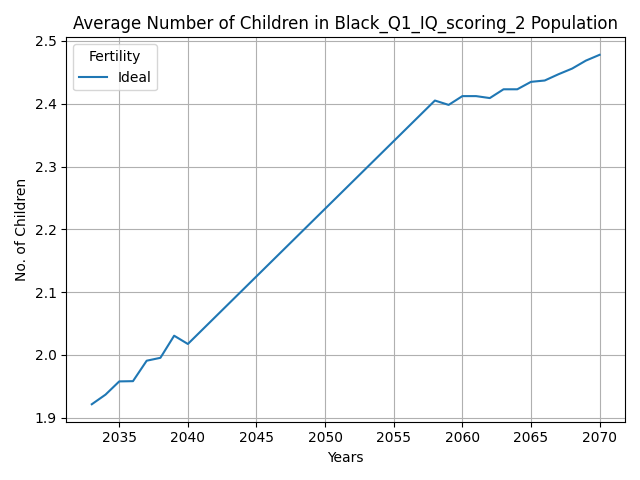 Average Number of Children in Black_Q1_IQ_scoring_2 Population
Fertility
Ideal
No. of Children
2.5
2.4
2.3
2.2
2.1
2.0
1.9
2035 2040 2045 2050 2055 2060 2065 2070
Years